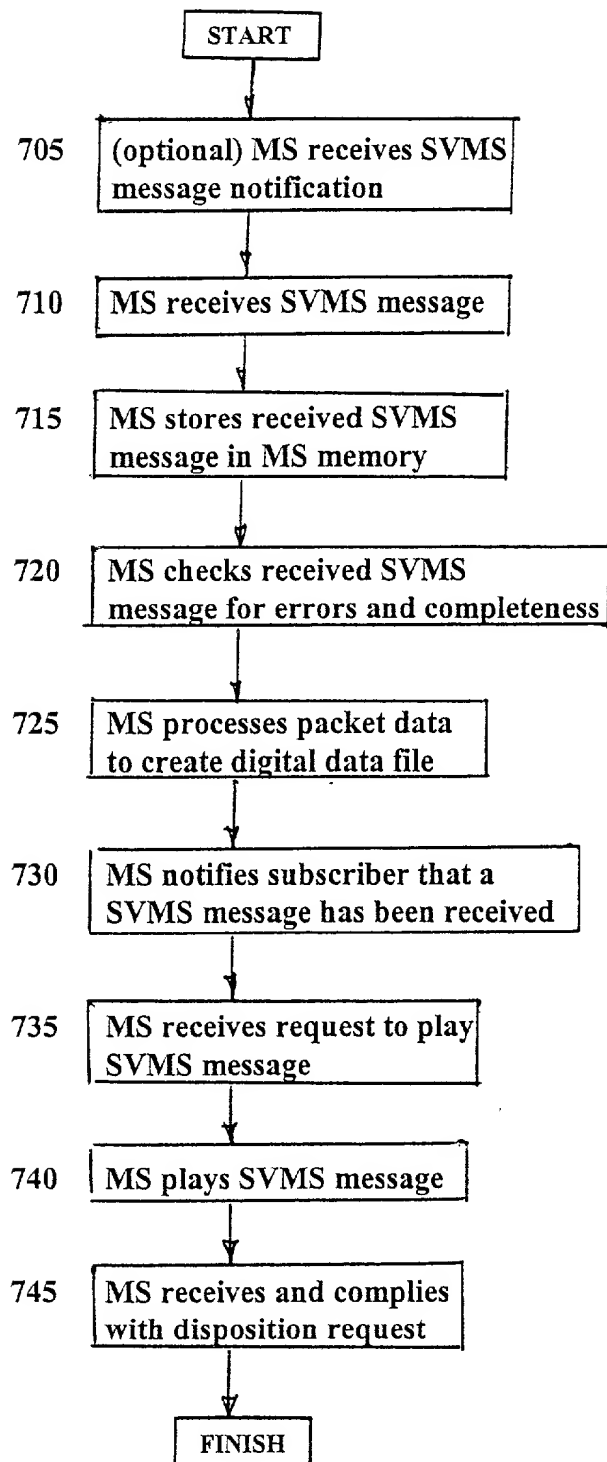 START
705 (optional) MS receives SVMS
message notification
710 MS receives SVMS message
715 MS stores received SVMS
message in MS memory
720 MS checks received SVMS
message for errors and completeness
725 MS processes packet data
to create digital data file
730 MS notifies subscriber that a
SVMS message has been received
735 MS receives request to play
SVMS message
740 MS plays SVMS message
745 MS receives and complies
with disposition request
FINISH